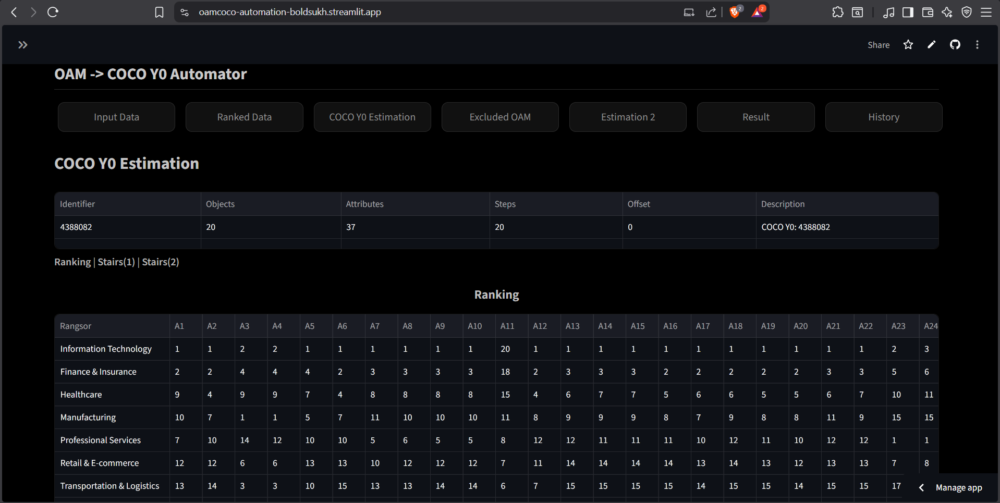 oamcoco-automation-boldsukh.streamlit.app
2
2
Share
OAM -> COCO Y0 Automator
Input Data Ranked Data COCO Y0 Estimation Excluded OAM Estimation 2 Result History
COCO Y0 Estimation
Identifier Objects Attributes Steps Offset Description
4388082 20 37 20 0 COCO Y0: 4388082
Ranking | Stairs(1) | Stairs(2)
Ranking
Rangsor A1 A2 A3 A4 A5 A6 A7 A8 A9 A10 A11 A12 A13 A14 A15 A16 A17 A18 A19 A20 A21 A22 A23 A24
Information Technology 1 1 2 2 1 1 1 1 1 1 20 1 1 1 1 1 1 1 1 1 1 1 2 3
Finance & Insurance 2 2 4 4 4 2 3 3 3 3 18 2 3 3 3 2 2 2 2 2 3 3 5 6
Healthcare 9 4 9 9 7 4 8 8 8 8 15 4 6 7 7 5 6 6 5 5 6 7 10 11
Manufacturing 10 7 1 1 5 7 11 10 10 10 11 8 9 9 9 8 7 9 8 8 11 9 15 15
Professional Services 7 10 14 12 10 10 5 6 5 5 8 12 12 11 11 11 10 12 11 10 12 12 1 1
Retail & E-commerce 12 12 6 6 13 13 10 12 12 12 7 11 14 14 14 14 13 14 13 12 13 13 7 8
Transportation & Logistics 13 14 3 3 10 15 13 13 14 14 6 7 15 15 15 15 14 15 15 14 15 15 17
Manage app